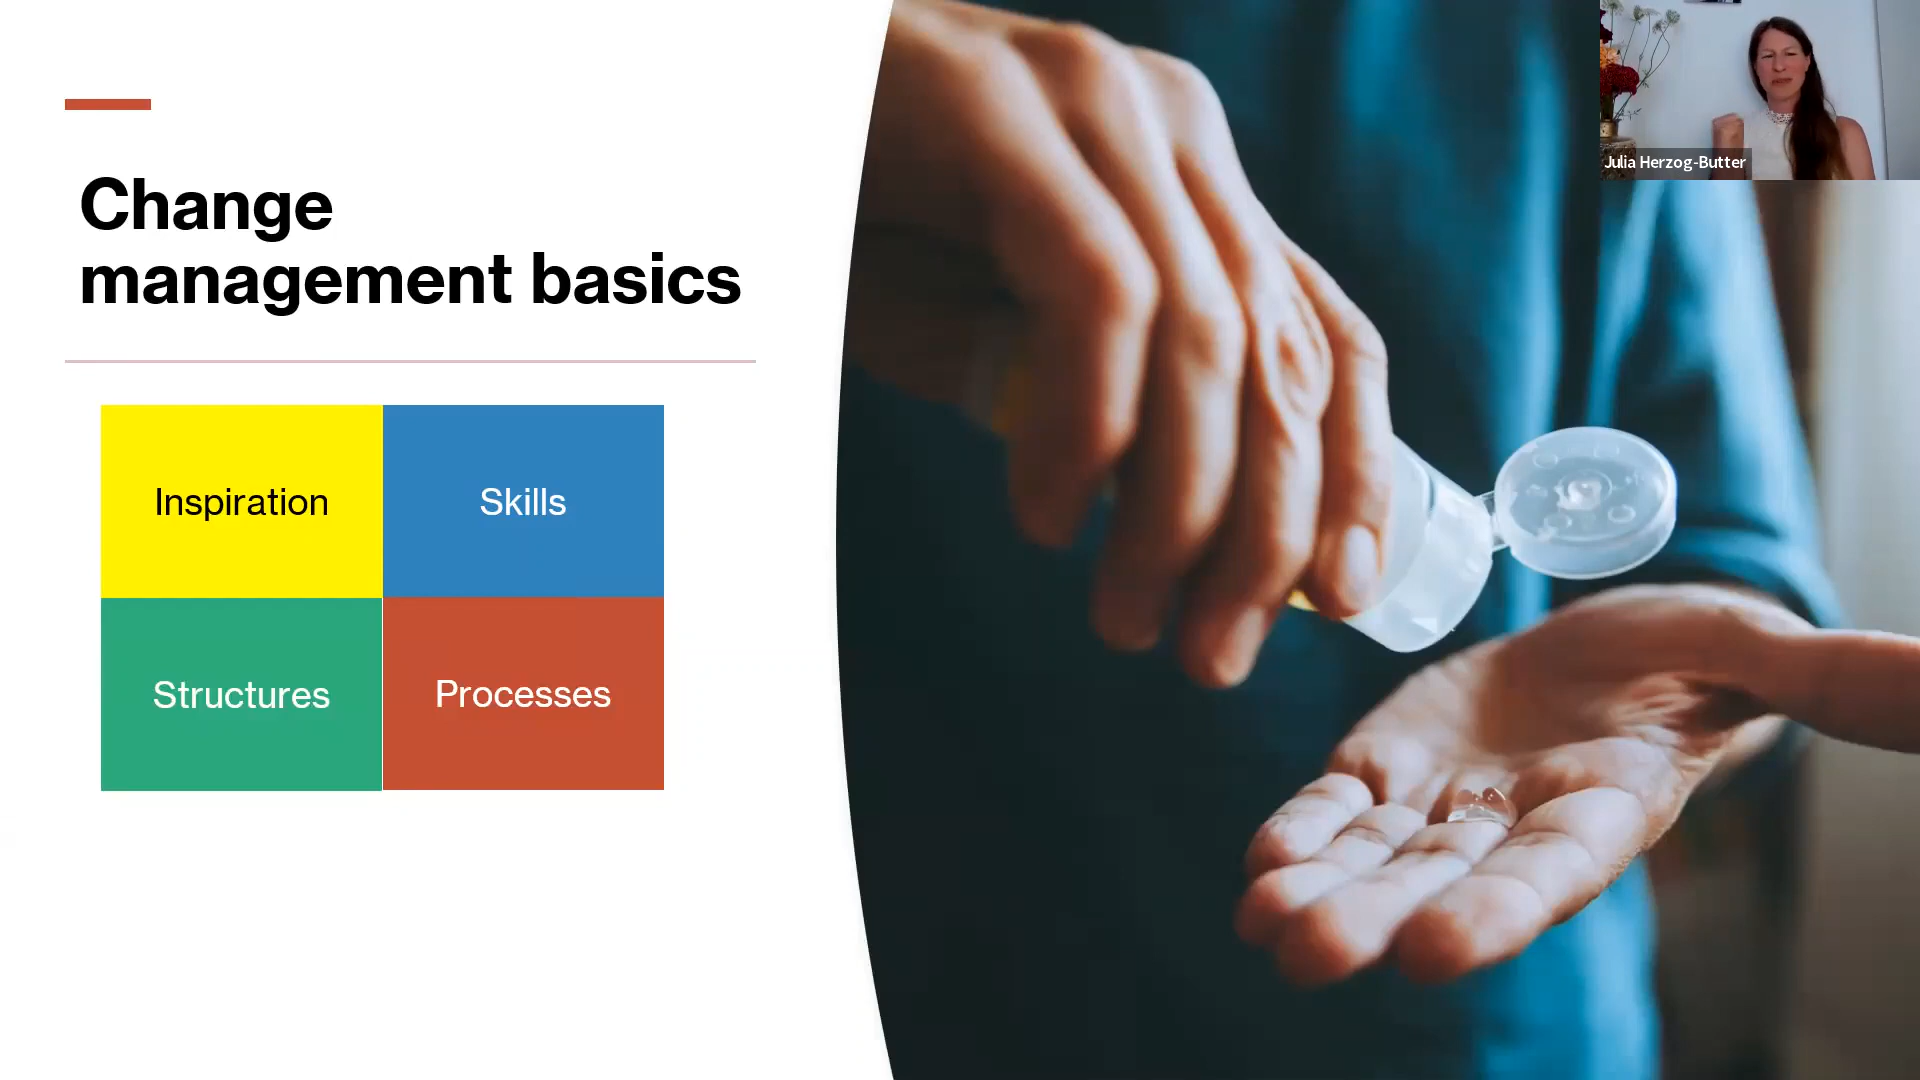 Change
management basics
Inspiration
Skills
Structures
Processes
Julia Herzog-Butter